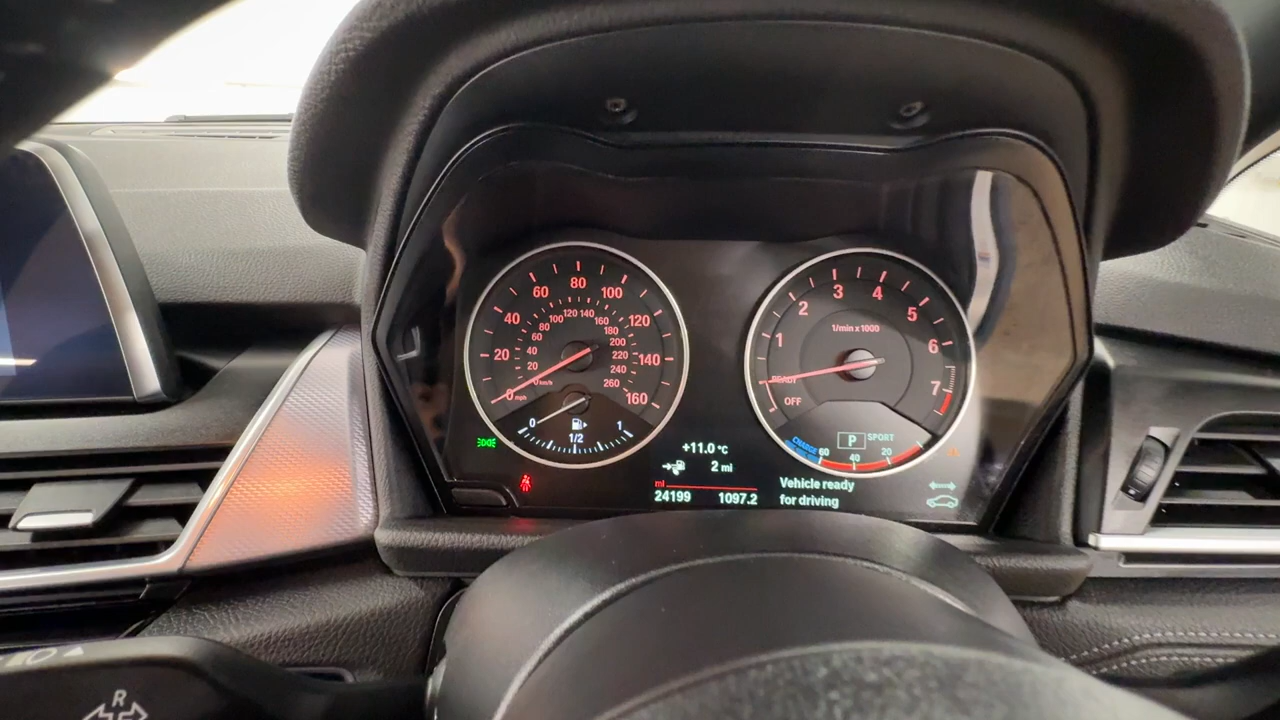 20
40
60
80
100
120
140
160
0 mph
20
40
60
80
100
120
140
160
180
200
220
240
260
0 km/h
0
1/2
1
+11.0 °C
2 mi
mi
24199
1097.2
1
2
3
4
5
6
7
1/min x 1000
READY
OFF
CHARGE
P
SPORT
60
40
20
Vehicle ready
for driving
R